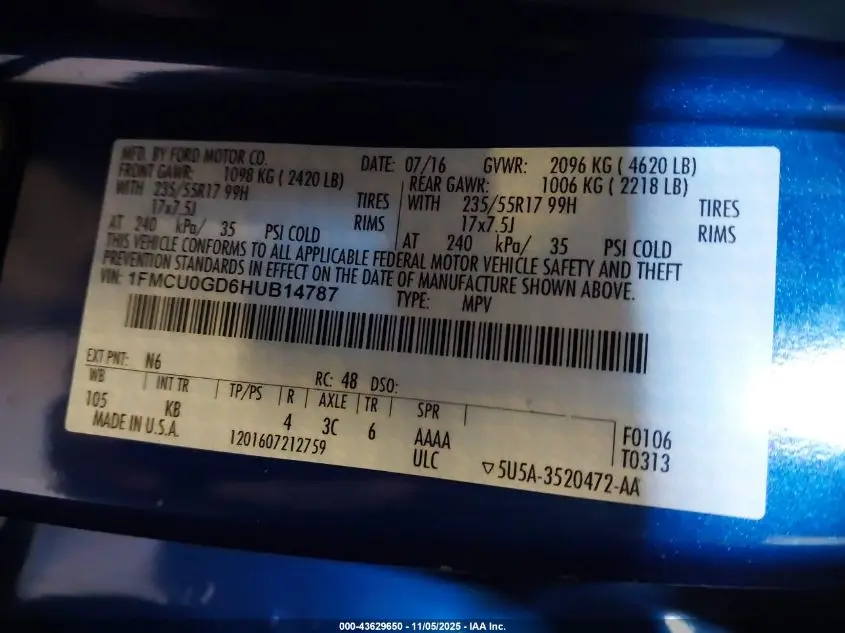 MFD. BY FORD MOTOR CO. DATE: 07/16 GVWR: 2096 KG ( 4620 LB)
FRONT GAWR: 1098 KG ( 2420 LB) REAR GAWR: 1006 KG ( 2218 LB)
WITH 235/55R17 99H TIRES WITH 235/55R17 99H TIRES
17x7.5J RIMS 17x7.5J RIMS
AT 240 kPa/ 35 PSI COLD AT 240 kPa/ 35 PSI COLD
THIS VEHICLE CONFORMS TO ALL APPLICABLE FEDERAL MOTOR VEHICLE SAFETY AND THEFT
PREVENTION STANDARDS IN EFFECT ON THE DATE OF MANUFACTURE SHOWN ABOVE.
VIN: 1FMCU0GD6HUB14787 TYPE: MPV
EXT PNT: N6 RC: 48 DSO:
WB INT TR TP/PS R AXLE TR SPR
105 KB 4 3C 6 AAAA F0106
MADE IN U.S.A. 1201607212759 ULC T0313
▽5U5A-3520472-AA
000-43629650 - 11/05/2025 - IAA Inc.